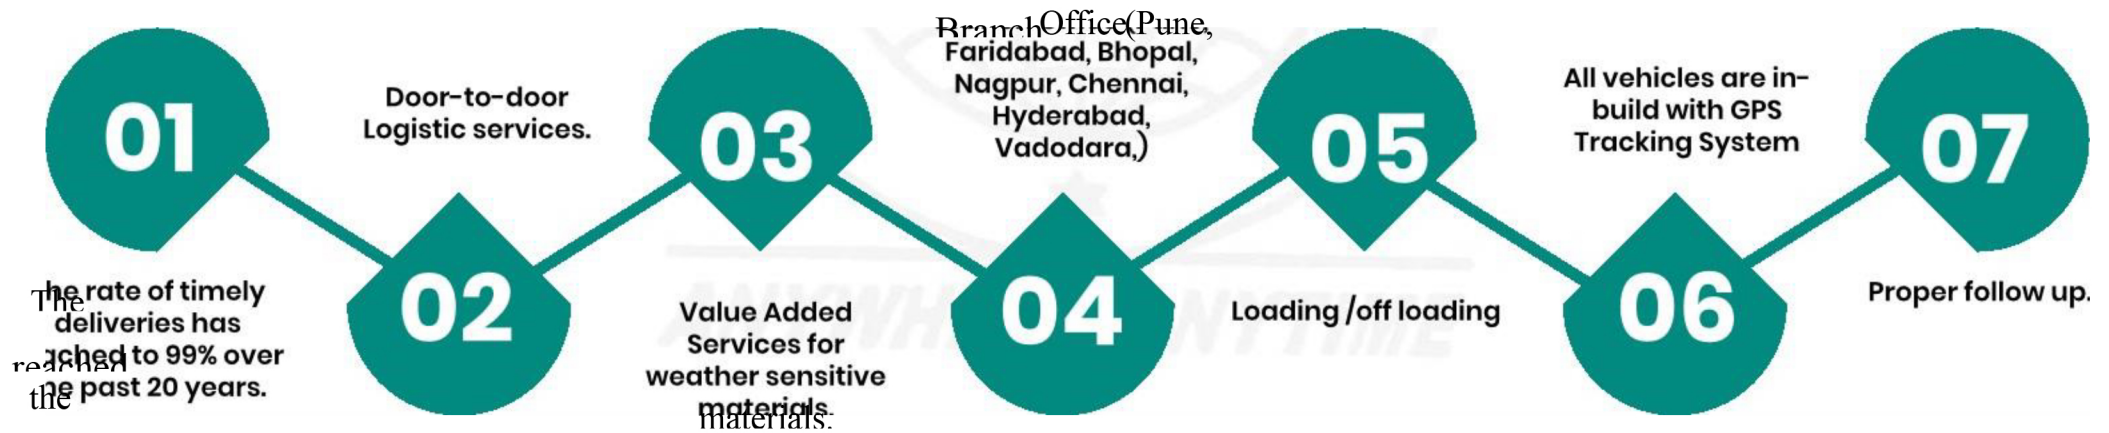 01
The rate of timely
deliveries has
reached to 99% over
the past 20 years.
Door-to-door
Logistic services.
02
03
Value Added
Services for
weather sensitive
materials.
Branch Office(Pune,
Faridabad, Bhopal,
Nagpur, Chennai,
Hyderabad,
Vadodara,)
04
05
Loading /off loading
All vehicles are in-
build with GPS
Tracking System
06
07
Proper follow up.
ANYWHERE ANYTIME